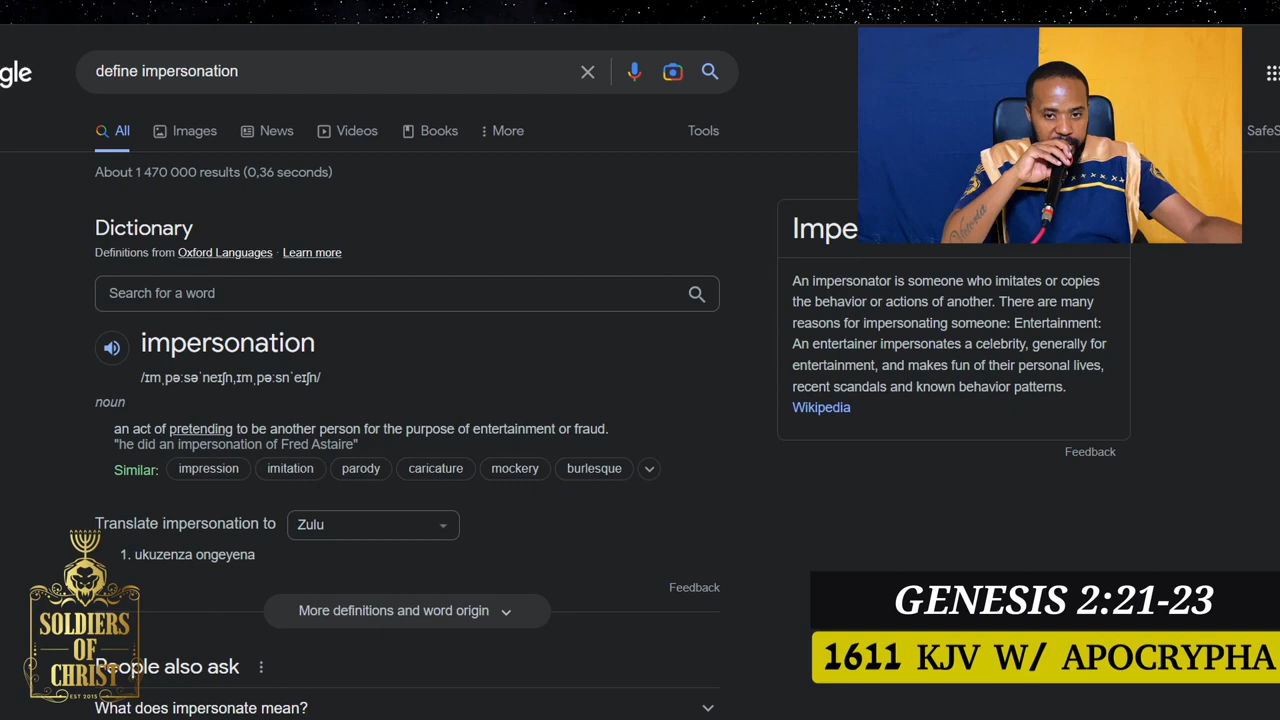 gle
define impersonation
All
Images
News
Videos
Books
More
Tools
SafeS
About 1 470 000 results (0,36 seconds)
Dictionary
Definitions from Oxford Languages · Learn more
Search for a word
impersonation
/ɪmˌpəːsəˈneɪʃn,ɪmˌpəːsnˈeɪʃn/
noun
an act of pretending to be another person for the purpose of entertainment or fraud.
"he did an impersonation of Fred Astaire"
Similar:
impression
imitation
parody
caricature
mockery
burlesque
Translate impersonation to
Zulu
1. ukuzenza ongeyena
Feedback
More definitions and word origin
People also ask
What does impersonate mean?
Impe
An impersonator is someone who imitates or copies
the behavior or actions of another. There are many
reasons for impersonating someone: Entertainment:
An entertainer impersonates a celebrity, generally for
entertainment, and makes fun of their personal lives,
recent scandals and known behavior patterns.
Wikipedia
Feedback
Victoria
SOLDIERS
OF
CHRIST
EST 2015
GENESIS 2:21-23
1611 KJV W/ APOCRYPHA